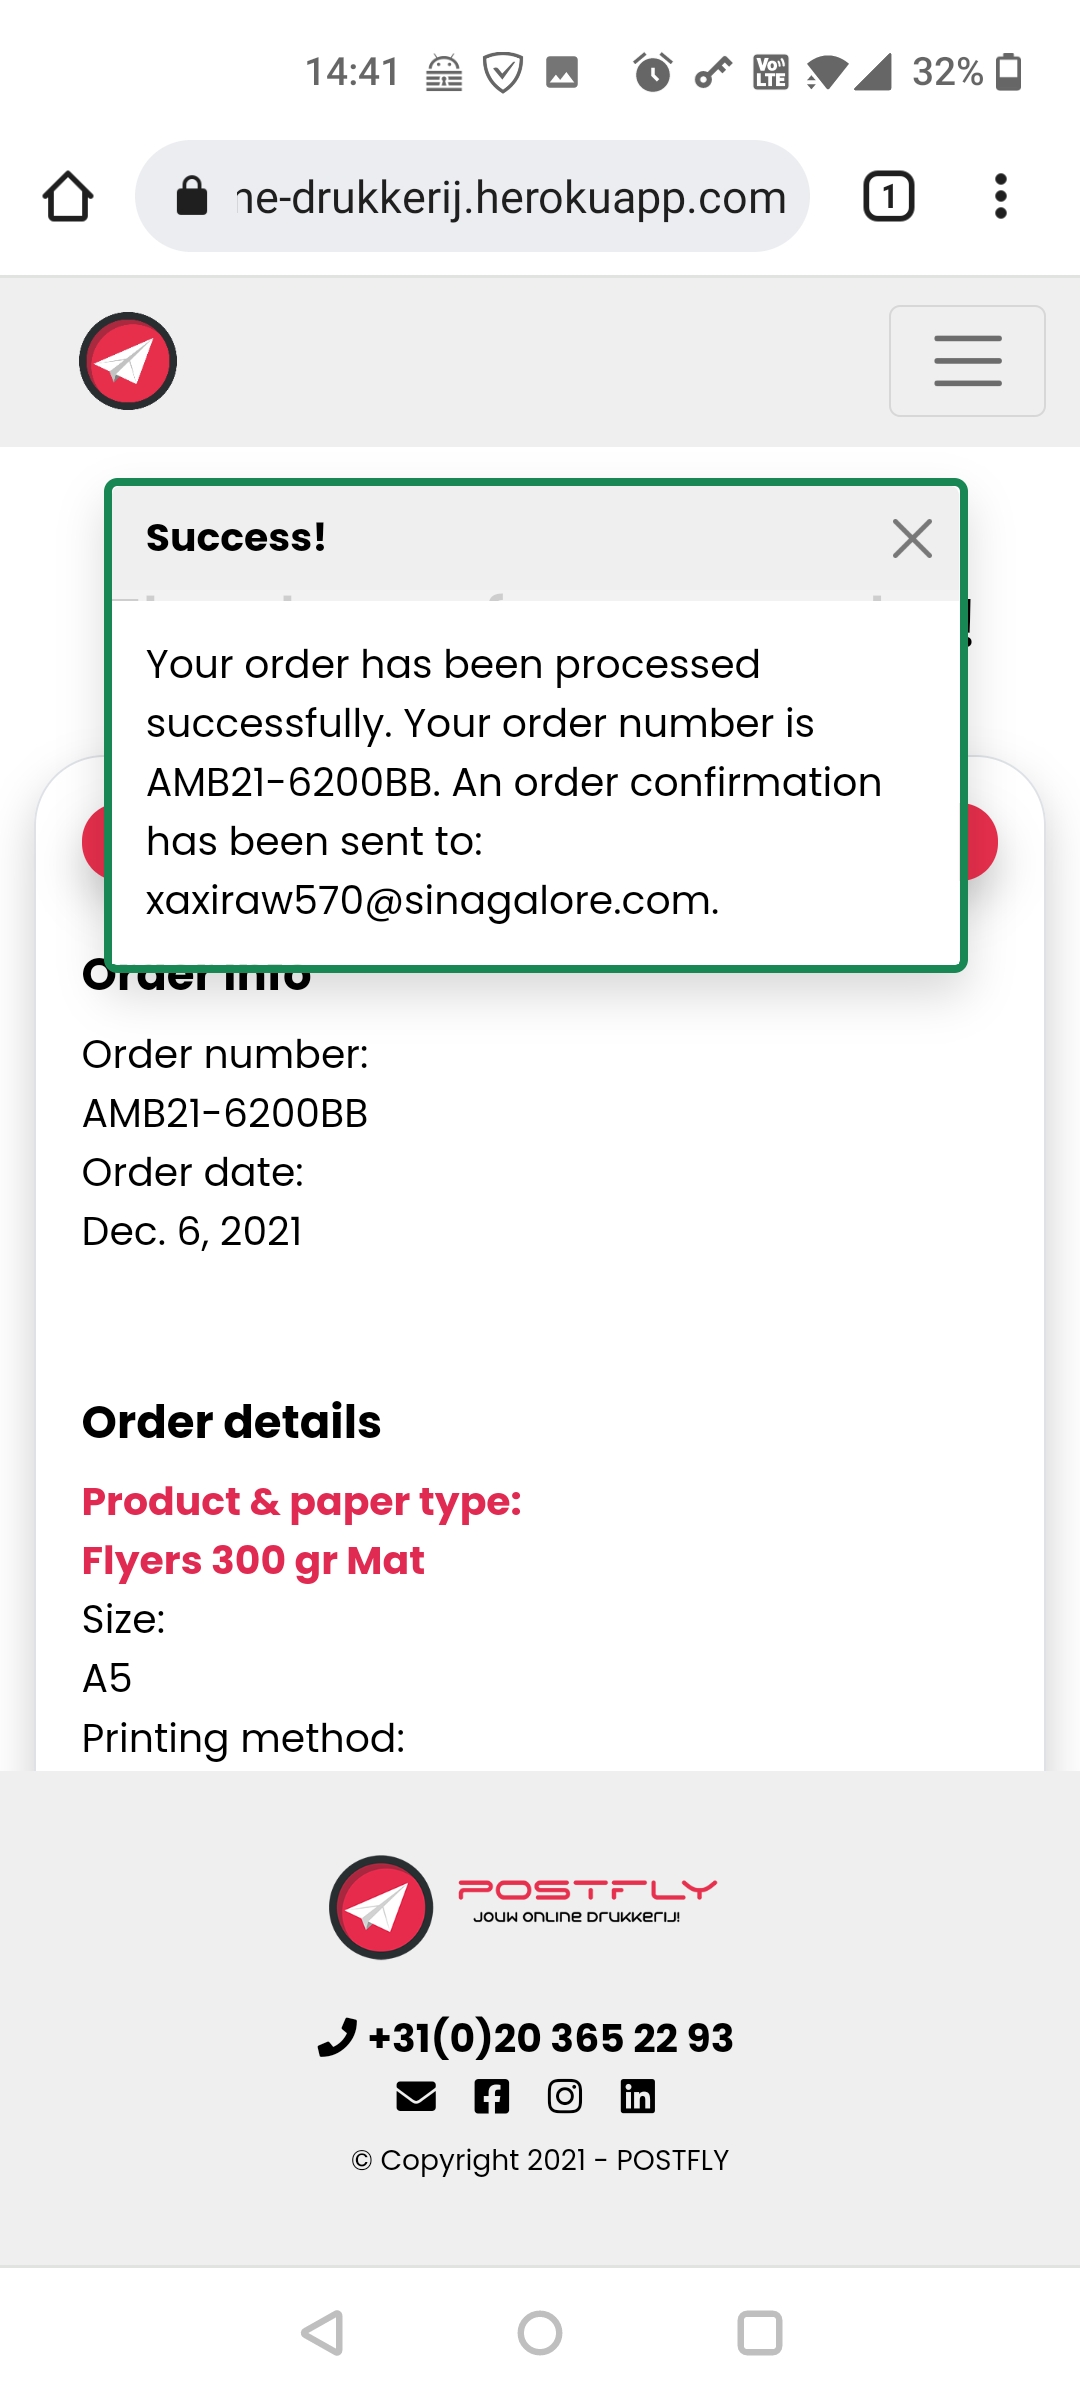 14:41
Vo))
LTE
32%
ne-drukkerij.herokuapp.com
1
Success!
!
Your order has been processed
successfully. Your order number is
AMB21-6200BB. An order confirmation
has been sent to:
xaxiraw570@sinagalore.com.
Order info
Order number:
AMB21-6200BB
Order date:
Dec. 6, 2021
Order details
Product & paper type:
Flyers 300 gr Mat
Size:
A5
Printing method:
POSTFLY
JOUW ONLINE DRUKKERIJ!
+31(0)20 365 22 93
© Copyright 2021 - POSTFLY